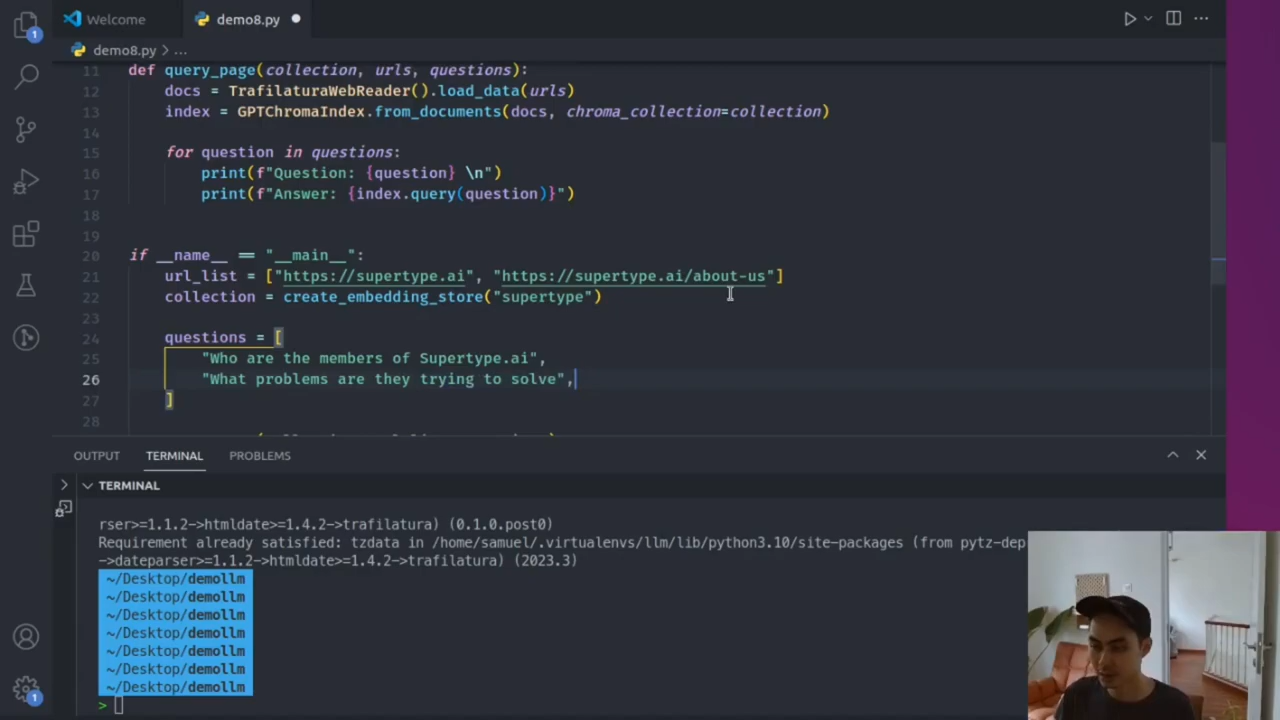 Welcome
demo8.py
demo8.py > ...
11 def query_page(collection, urls, questions):
12 docs = TrafilaturaWebReader().load_data(urls)
13 index = GPTChromaIndex.from_documents(docs, chroma_collection=collection)
14
15 for question in questions:
16 print(f"Question: {question} \n")
17 print(f"Answer: {index.query(question)}")
18
19
20 if __name__ == "__main__":
21 url_list = ["https://supertype.ai", "https://supertype.ai/about-us"]
22 collection = create_embedding_store("supertype")
23
24 questions = [
25 "Who are the members of Supertype.ai",
26 "What problems are they trying to solve",
27 ]
28
OUTPUT TERMINAL PROBLEMS
TERMINAL
rser>=1.1.2->htmldate>=1.4.2->trafilatura) (0.1.0.post0)
Requirement already satisfied: tzdata in /home/samuel/.virtualenvs/llm/lib/python3.10/site-packages (from pytz-dep
->dateparser>=1.1.2->htmldate>=1.4.2->trafilatura) (2023.3)
~/Desktop/demollm
~/Desktop/demollm
~/Desktop/demollm
~/Desktop/demollm
~/Desktop/demollm
~/Desktop/demollm
~/Desktop/demollm
>
1
1